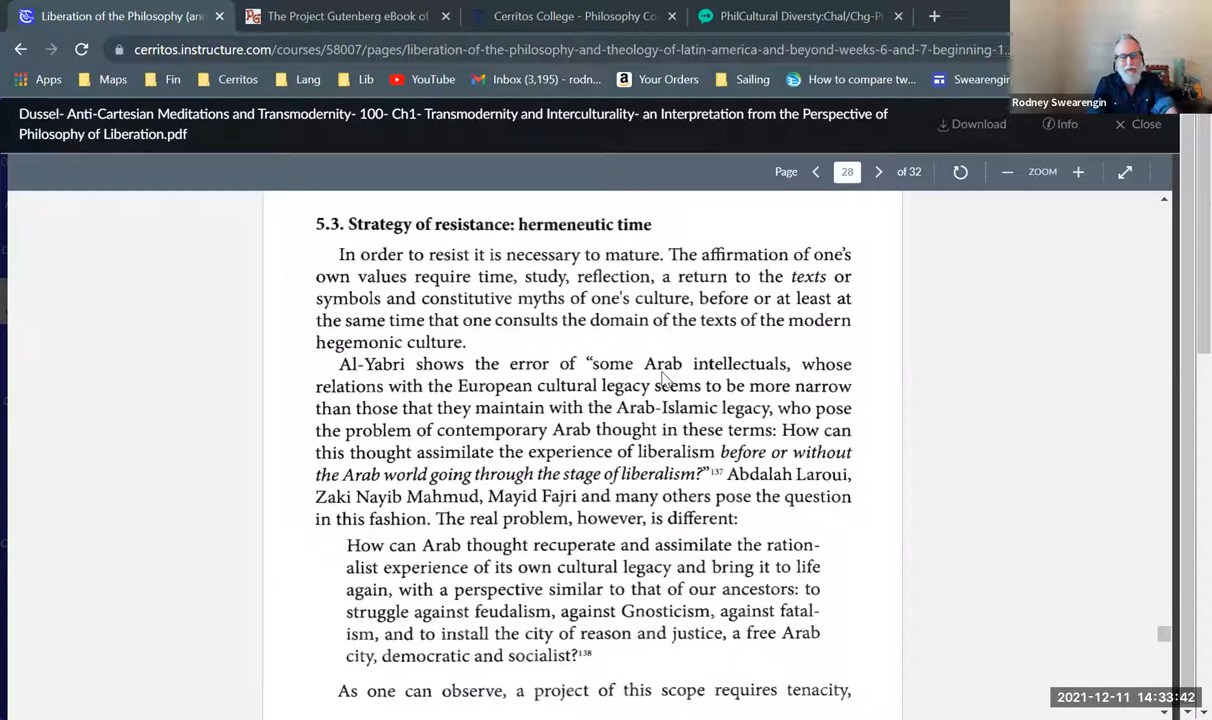 Liberation of the Philosophy (an
The Project Gutenberg eBook of
Cerritos College - Philosophy Co
PhilCultural Diversty:Chal/Chg-P
cerritos.instructure.com/courses/58007/pages/liberation-of-the-philosophy-and-theology-of-latin-america-and-beyond-weeks-6-and-7-beginning-1...
Apps Maps Fin Cerritos Lang Lib YouTube Inbox (3,195) - rodn... Your Orders Sailing How to compare tw... Swearengin
Rodney Swearengin
Dussel- Anti-Cartesian Meditations and Transmodernity- 100- Ch1- Transmodernity and Interculturality- an Interpretation from the Perspective of
Philosophy of Liberation.pdf
Download Info Close
Page 28 of 32 ZOOM
5.3. Strategy of resistance: hermeneutic time
In order to resist it is necessary to mature. The affirmation of one's
own values require time, study, reflection, a return to the texts or
symbols and constitutive myths of one's culture, before or at least at
the same time that one consults the domain of the texts of the modern
hegemonic culture.
Al-Yabri shows the error of "some Arab intellectuals, whose
relations with the European cultural legacy seems to be more narrow
than those that they maintain with the Arab-Islamic legacy, who pose
the problem of contemporary Arab thought in these terms: How can
this thought assimilate the experience of liberalism before or without
the Arab world going through the stage of liberalism?"137 Abdalah Laroui,
Zaki Nayib Mahmud, Mayid Fajri and many others pose the question
in this fashion. The real problem, however, is different:
How can Arab thought recuperate and assimilate the ration-
alist experience of its own cultural legacy and bring it to life
again, with a perspective similar to that of our ancestors: to
struggle against feudalism, against Gnosticism, against fatal-
ism, and to install the city of reason and justice, a free Arab
city, democratic and socialist?138
As one can observe, a project of this scope requires tenacity,
2021-12-11 14:33:42